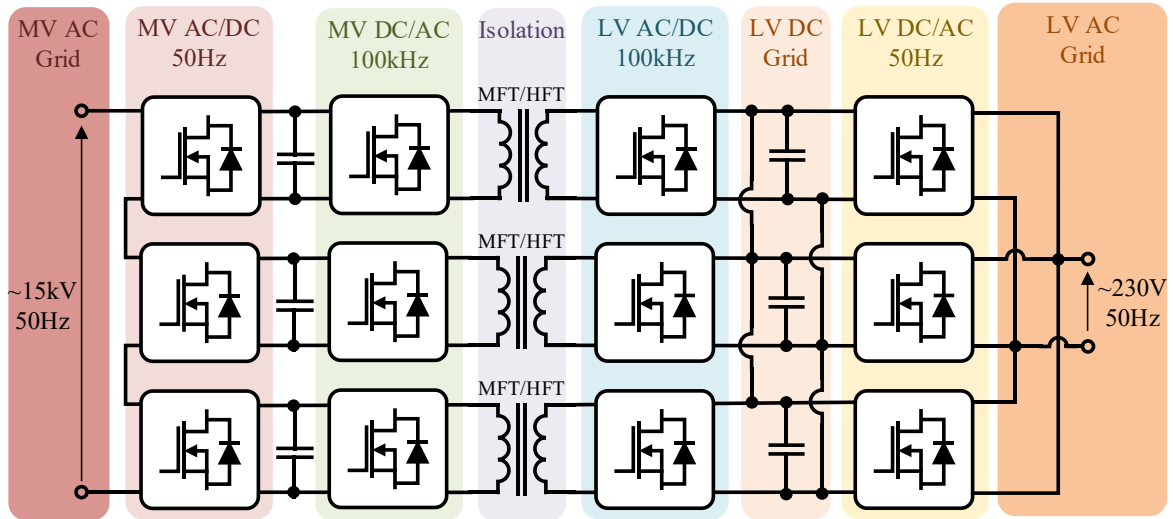 MV AC
Grid
MV AC/DC
50Hz
MV DC/AC
100kHz
Isolation
LV AC/DC
100kHz
LV DC
Grid
LV DC/AC
50Hz
LV AC
Grid
MFT/HFT
MFT/HFT
MFT/HFT
~15kV
50Hz
~230V
50Hz